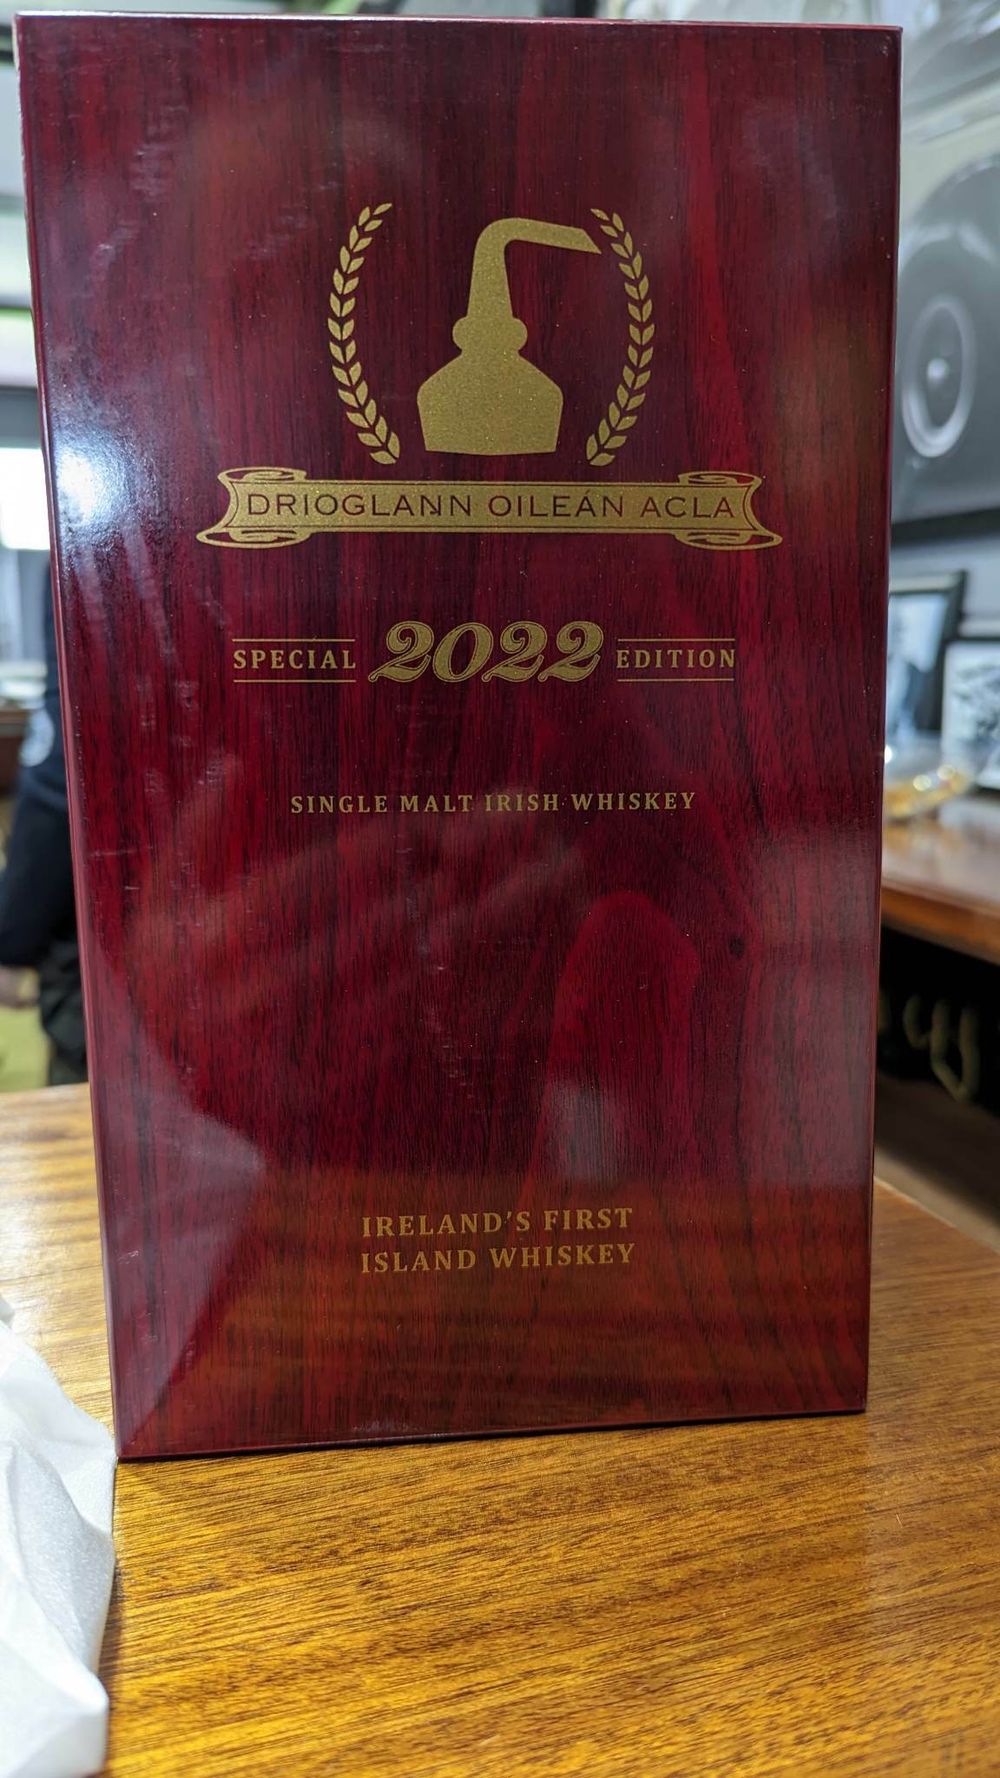 DRIOGLANN OILEÁN ACLA
SPECIAL 2022 EDITION
SINGLE MALT IRISH WHISKEY
IRELAND'S FIRST
ISLAND WHISKEY